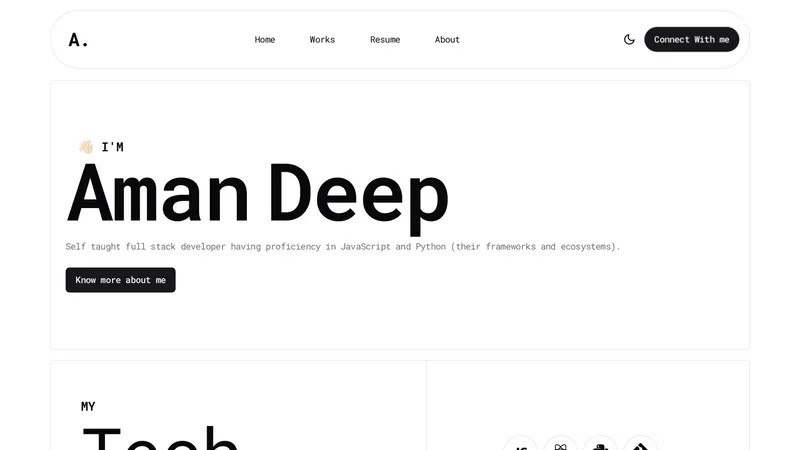 A.
Home
Works
Resume
About
Connect With me
👋🏻 I'M
Aman Deep
Self taught full stack developer having proficiency in JavaScript and Python (their frameworks and ecosystems).
Know more about me
MY
Tech
JS